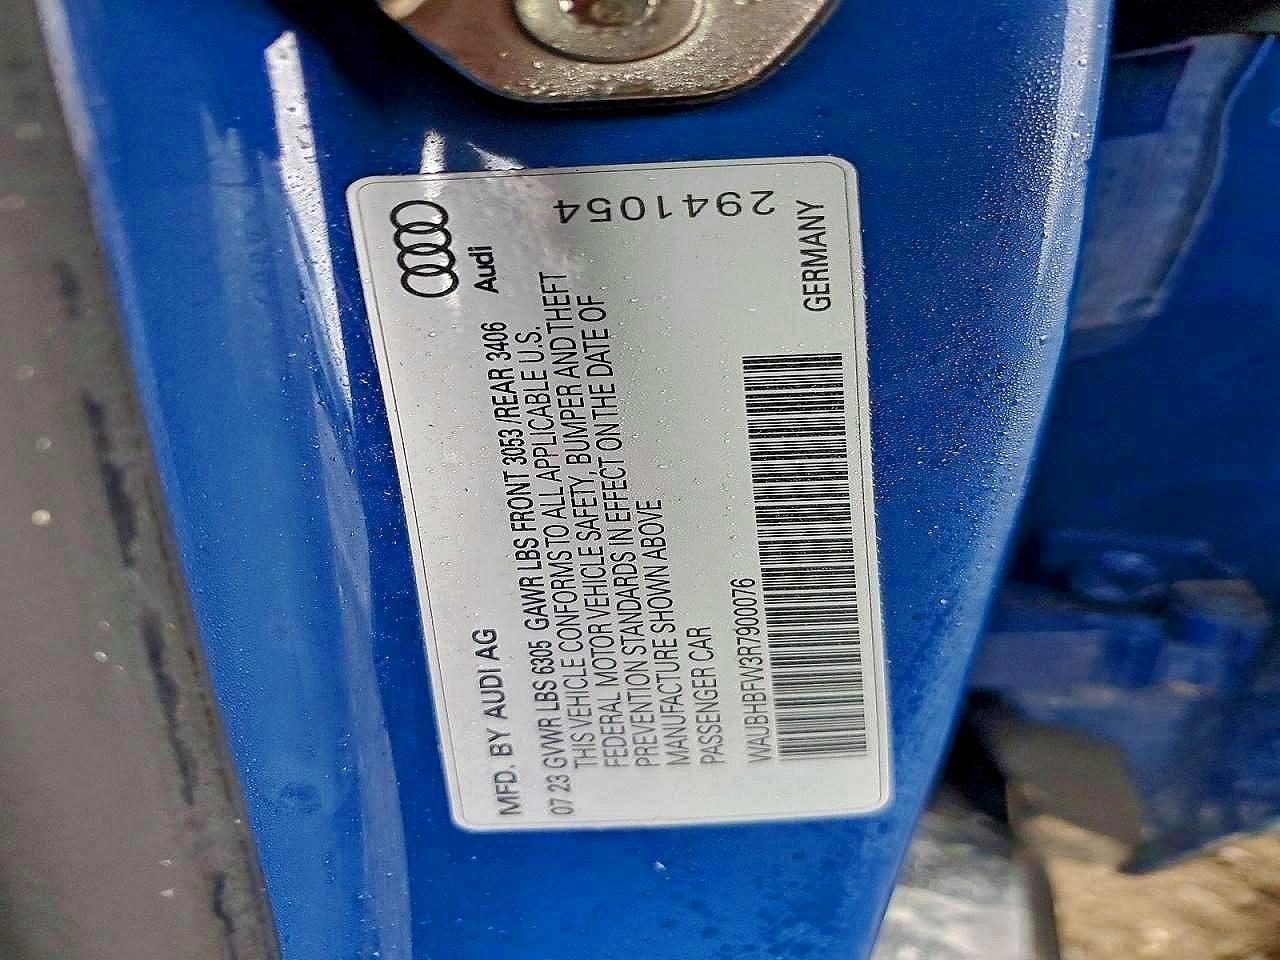 Audi
MFD. BY AUDI AG
07 23 GVWR LBS 6305 GAWR LBS FRONT 3053 /REAR 3406
THIS VEHICLE CONFORMS TO ALL APPLICABLE U.S.
FEDERAL MOTOR VEHICLE SAFETY, BUMPER AND THEFT
PREVENTION STANDARDS IN EFFECT ON THE DATE OF
MANUFACTURE SHOWN ABOVE
PASSENGER CAR
WAUBHBFW3R7900076
GERMANY
2941054